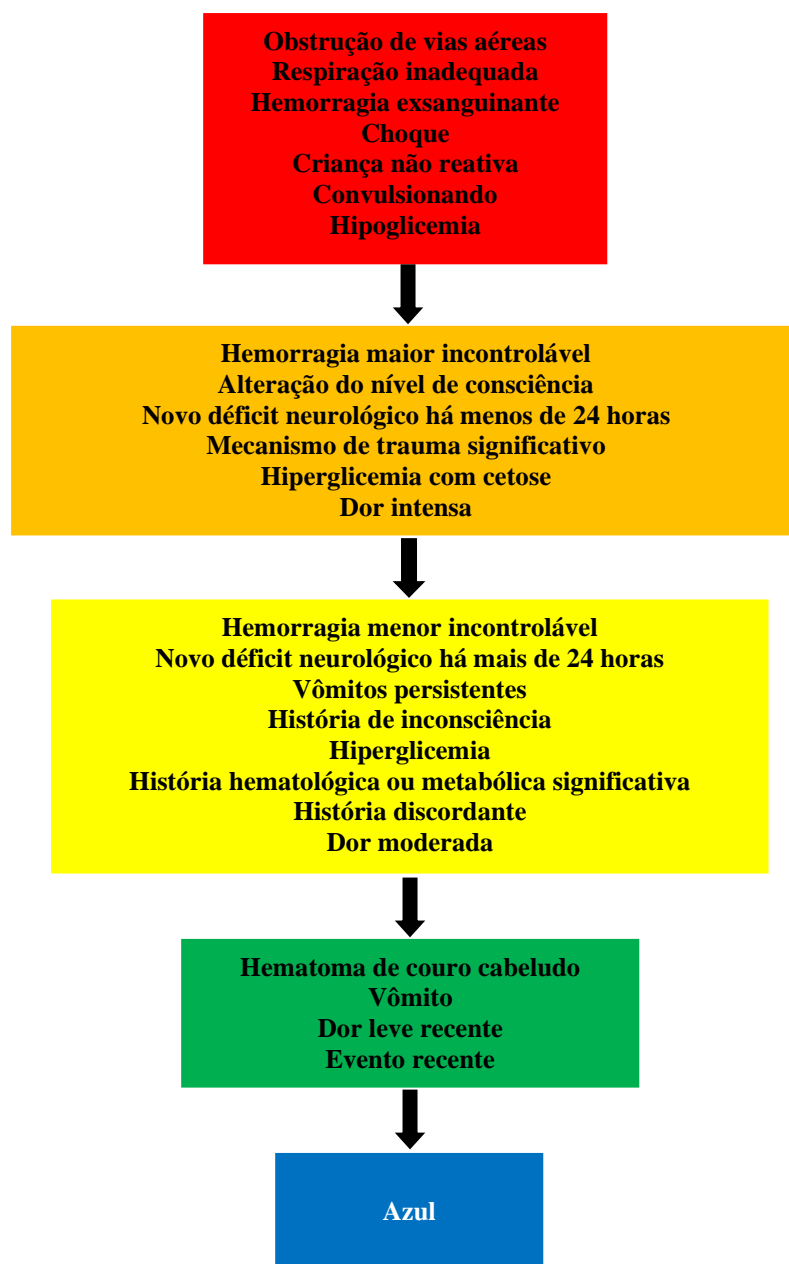 Obstrução de vias aéreas
Respiração inadequada
Hemorragia exsanguinante
Choque
Criança não reativa
Convulsionando
Hipoglicemia
Hemorragia maior incontrolável
Alteração do nível de consciência
Novo déficit neurológico há menos de 24 horas
Mecanismo de trauma significativo
Hiperglicemia com cetose
Dor intensa
Hemorragia menor incontrolável
Novo déficit neurológico há mais de 24 horas
Vômitos persistentes
História de inconsciência
Hiperglicemia
História hematológica ou metabólica significativa
História discordante
Dor moderada
Hematoma de couro cabeludo
Vômito
Dor leve recente
Evento recente
Azul